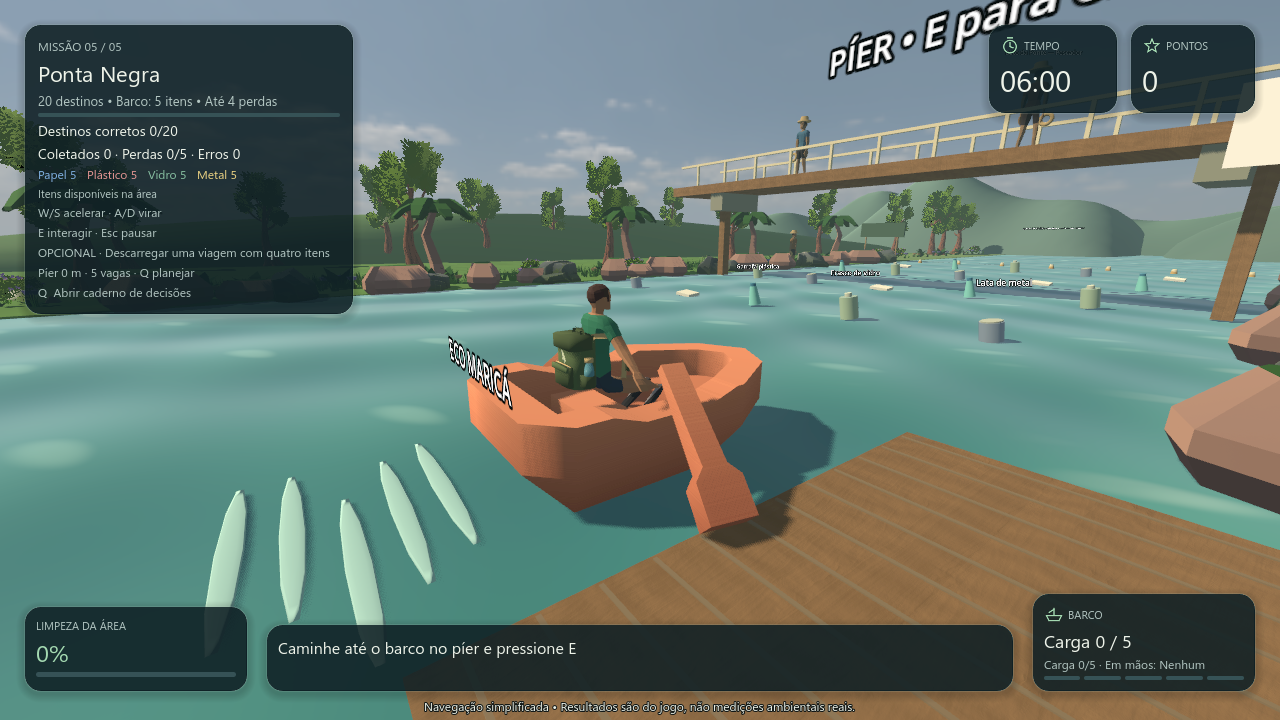 MISSÃO 05 / 05
Ponta Negra
20 destinos • Barco: 5 itens • Até 4 perdas
Destinos corretos 0/20
Coletados 0 · Perdas 0/5 · Erros 0
Papel 5 Plástico 5 Vidro 5 Metal 5
Itens disponíveis na área
W/S acelerar · A/D virar
E interagir · Esc pausar
OPCIONAL · Descarregar uma viagem com quatro itens
Píer 0 m · 5 vagas · Q planejar
Q Abrir caderno de decisões
PÍER • E para
TEMPO
06:00
PONTOS
0
Garrafa plástica
Frasco de vidro
Lata de metal
ECO MARICÁ
LIMPEZA DA ÁREA
0%
Caminhe até o barco no píer e pressione E
BARCO
Carga 0 / 5
Carga 0/5 · Em mãos: Nenhum
Navegação simplificada • Resultados são do jogo, não medições ambientais reais.